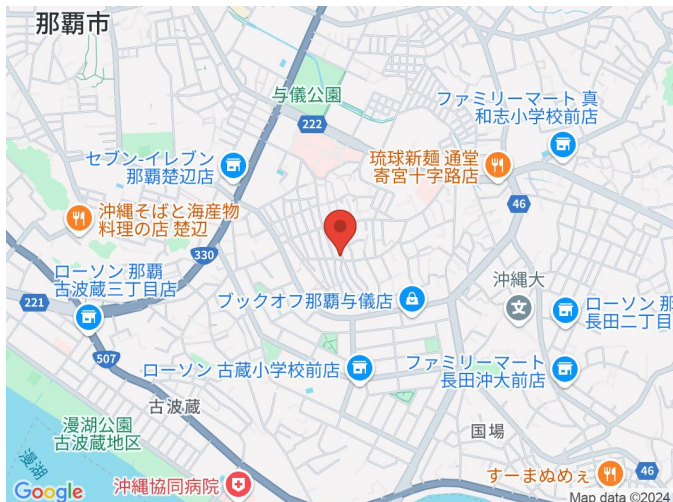 那覇市
与儀公園
222
ファミリーマート 真
和志小学校前店
セブン-イレブン
那覇楚辺店
琉球新麺 通堂
寄宮十字路店
沖縄そばと海産物
料理の店 楚辺
46
330
ローソン 那覇
古波蔵三丁目店
221
沖縄大
ブックオフ那覇与儀店
ローソン 那
長田二丁目
507
ローソン 古蔵小学校前店
ファミリーマート
長田沖大前店
古波蔵
漫湖公園
古波蔵地区
国場
漫湖
すーまぬめぇ
46
沖縄協同病院
Google
Map data ©2024